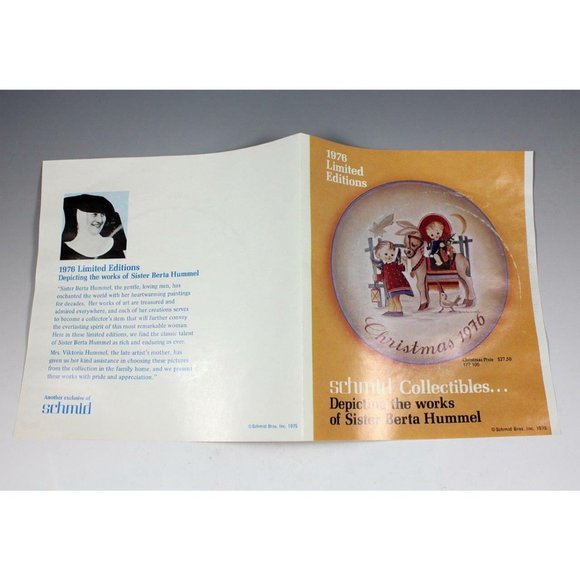 1976 Limited Editions
Depicting the works of Sister Berta Hummel
"Sister Berta Hummel, the gentle, loving nun, has
enchanted the world with her heartwarming paintings
for decades. Her works of art are treasured and
admired everywhere, and each of her creations serves
to become a collector's item that will further convey
the everlasting spirit of this most remarkable woman.
Here in these limited editions, we find the classic talent
of Sister Berta Hummel as rich and enduring as ever.
Mrs. Viktoria Hummel, the late artist's mother, has
given us her kind assistance in choosing these pictures
from the collection in the family home, and we present
these works with pride and appreciation."
Another exclusive of
schmid
©Schmid Bros. Inc. 1975
1976
Limited
Editions
Christmas 1976
Christmas Plate $27.50
177 100
schmid Collectibles...
Depicting the works
of Sister Berta Hummel
©Schmid Bros. Inc. 1975